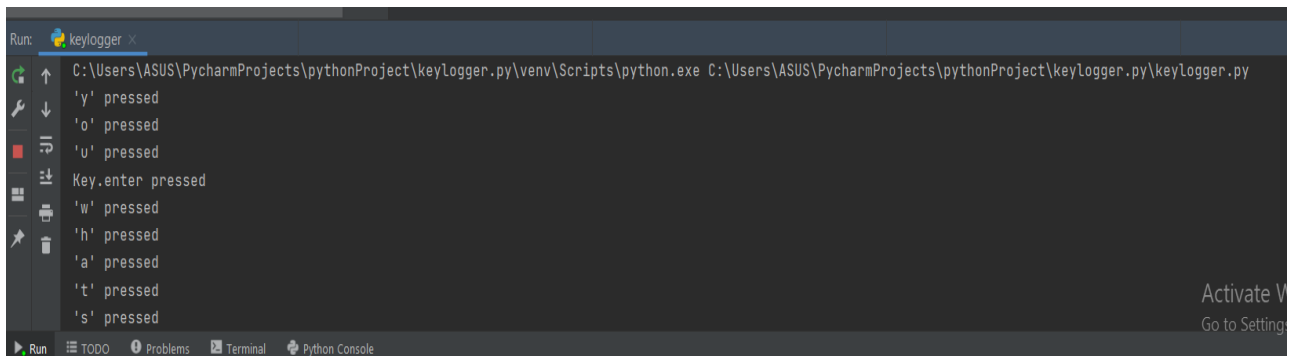 Run: keylogger
C:\Users\ASUS\PycharmProjects\pythonProject\keylogger.py\venv\Scripts\python.exe C:\Users\ASUS\PycharmProjects\pythonProject\keylogger.py\keylogger.py
'y' pressed
'o' pressed
'u' pressed
Key.enter pressed
'w' pressed
'h' pressed
'a' pressed
't' pressed
's' pressed
Activate W
Go to Settings
Run TODO Problems Terminal Python Console